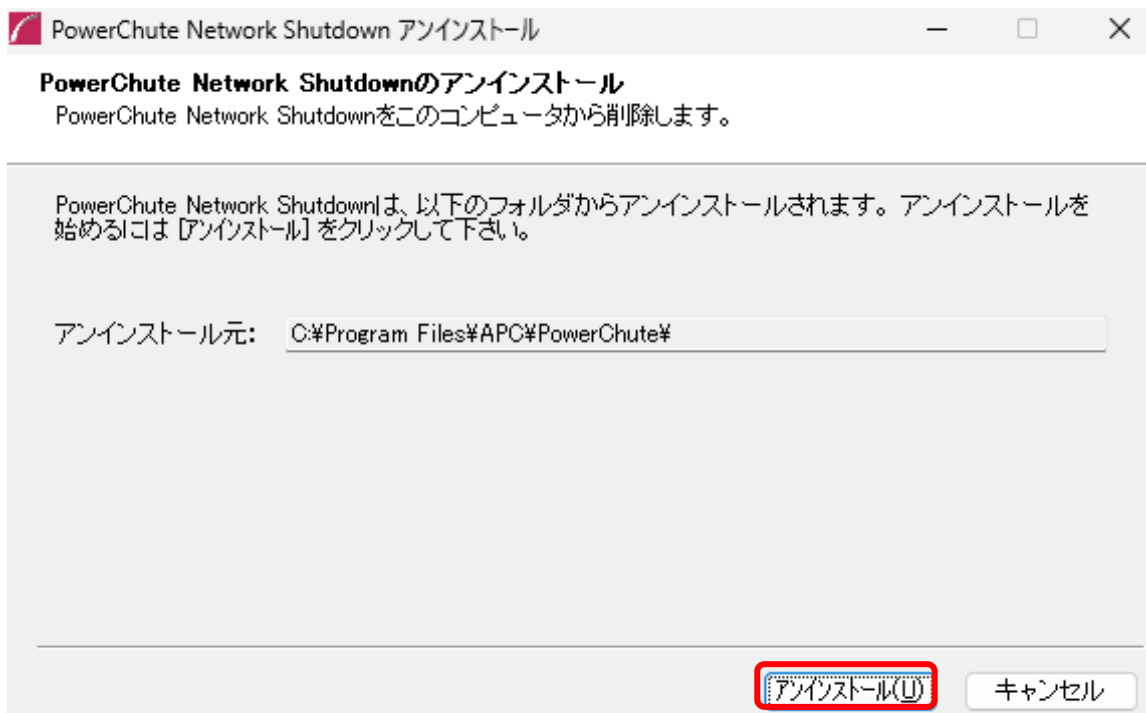 PowerChute Network Shutdown アンインストール
PowerChute Network Shutdownのアンインストール
PowerChute Network Shutdownをこのコンピュータから削除します。
PowerChute Network Shutdownは、以下のフォルダからアンインストールされます。アンインストールを
始めるには [アンインストール] をクリックして下さい。
アンインストール元: C:¥Program Files¥APC¥PowerChute¥
アンインストール(U) キャンセル